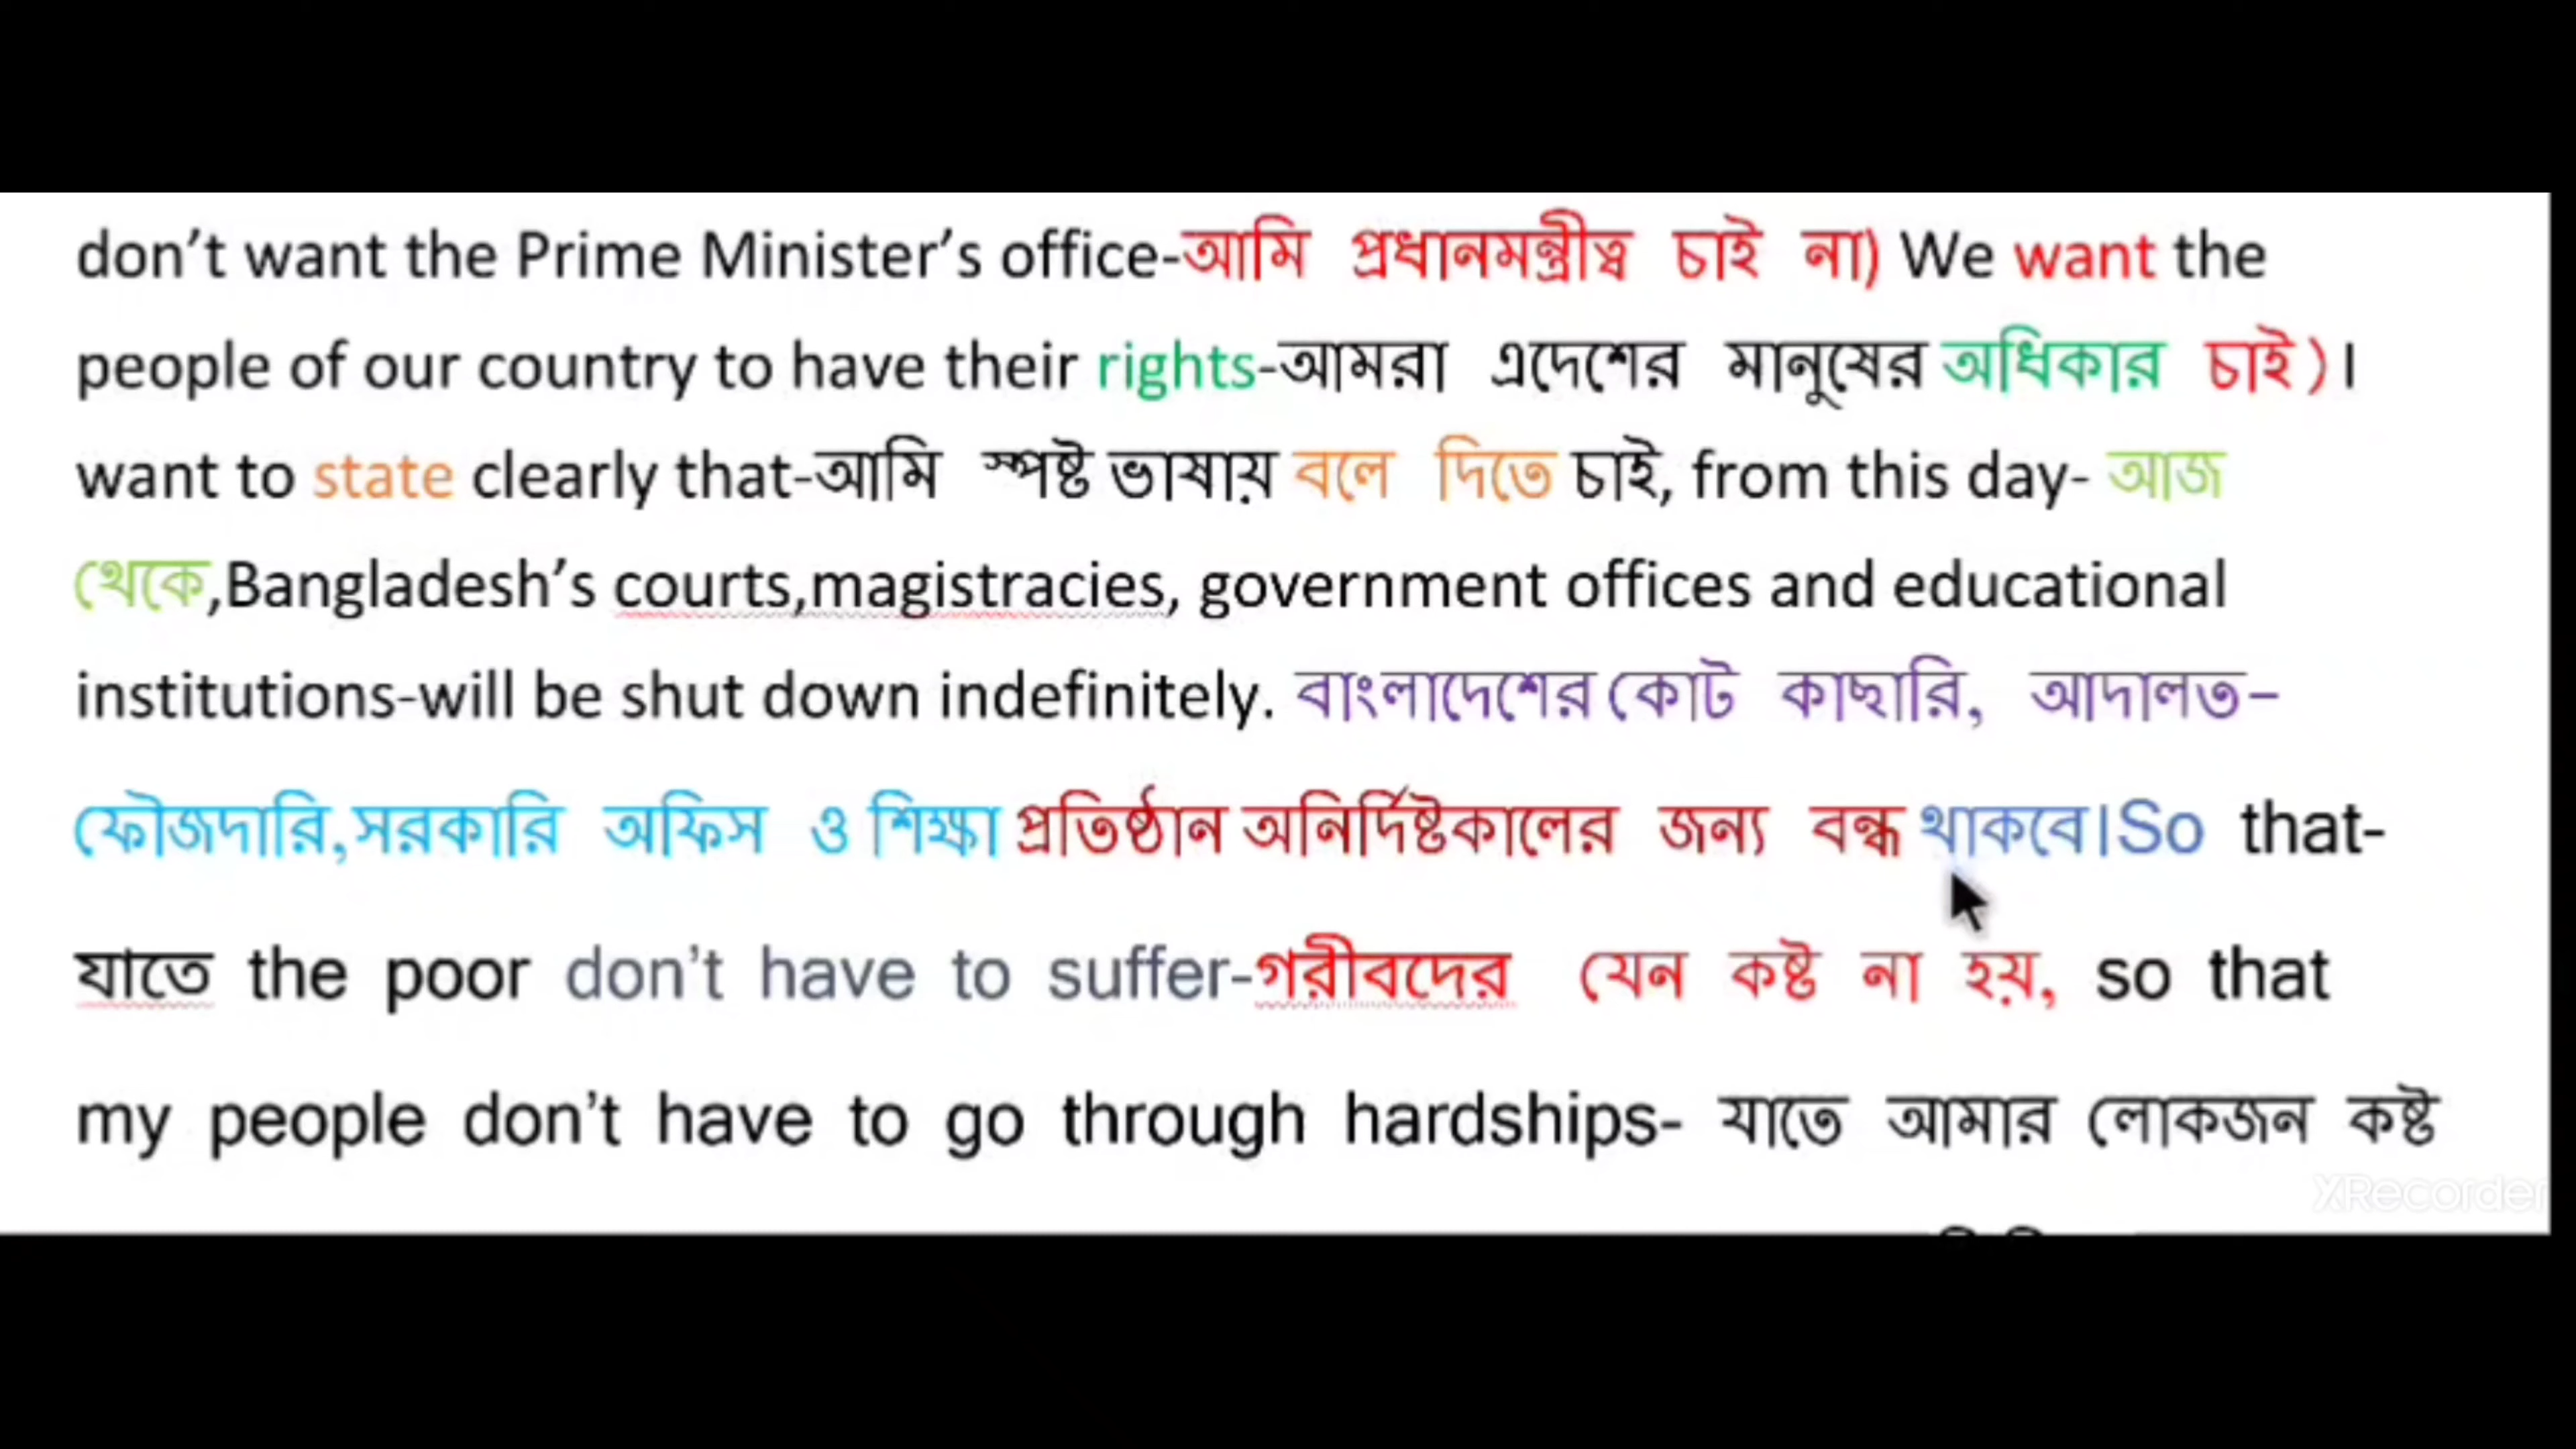 don’t want the Prime Minister’s office-আমি প্রধানমন্ত্রীত্ব চাই না) We want the
people of our country to have their rights-আমরা এদেশের মানুষের অধিকার চাই)।
want to state clearly that-আমি স্পষ্ট ভাষায় বলে দিতে চাই, from this day- আজ
থেকে,Bangladesh’s courts,magistracies, government offices and educational
institutions-will be shut down indefinitely. বাংলাদেশের কোট কাছারি, আদালত–
ফৌজদারি,সরকারি অফিস ও শিক্ষা প্রতিষ্ঠান অনির্দিষ্টকালের জন্য বন্ধ থাকবে।So that-
যাতে the poor don’t have to suffer-গরীবদের যেন কষ্ট না হয়, so that
my people don’t have to go through hardships- যাতে আমার লোকজন কষ্ট
XRecorder